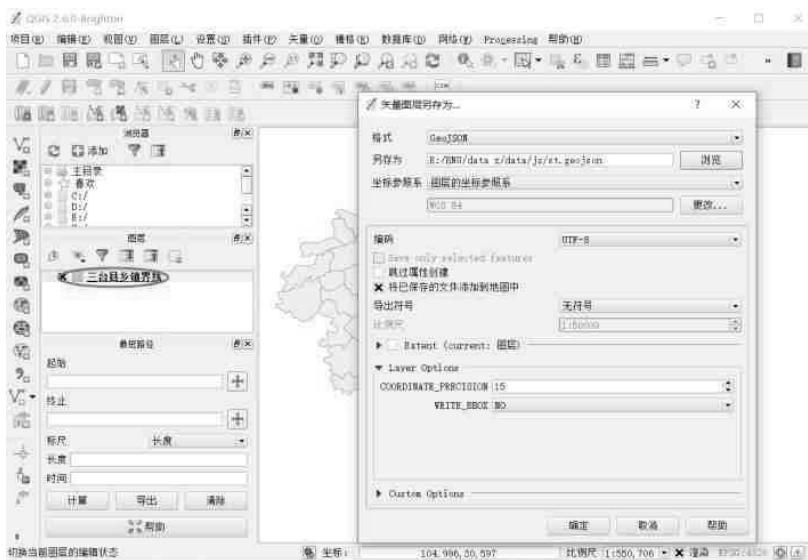 QGIS 2.6.0-Brighton
项目(E) 编辑(E) 视图(V) 图层(L) 设置(S) 插件(P) 矢量(O) 栅格(R) 数据库(D) 网络(W) Processing 帮助(H)
浏览器
添加
主目录
喜欢
C:/
D:/
E:/
图层
三台县乡镇界线
最短路径
起始
终止
标尺 长度
长度
时间
计算 导出 清除
帮助
切换当前图层的编辑状态
坐标: 104.996,30.597 比例尺 1:550,706 渲染 EPSG:4326
矢量图层另存为... ? ×
格式 GeoJSON
另存为 浏览
坐标参照系 图层的坐标参照系
WGS 84 更改...
编码 UTF-8
Save only selected features
跳过属性创建
将已保存的文件添加到地图中
导出符号 无符号
比例尺 1:50000
Extent (current: 图层)
Layer Options
COORDINATE_PRECISION 15
WRITE_BBOX NO
Custom Options
确定 取消 帮助